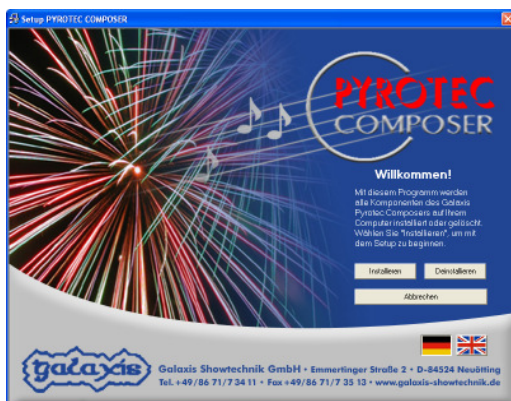 Setup PYROTEC COMPOSER
PYROTEC
COMPOSER
Willkommen!
Mit diesem Programm werden
alle Komponenten des Galaxis
Pyrotec Composers auf Ihrem
Computer installiert oder gelöscht.
Wählen Sie "Installieren", um mit
dem Setup zu beginnen.
Installieren
Deinstallieren
Abbrechen
galaxis
Galaxis Showtechnik GmbH • Emmertinger Straße 2 • D-84524 Neuötting
Tel. +49/86 71/7 34 11 • Fax +49/86 71/7 35 13 • www.galaxis-showtechnik.de